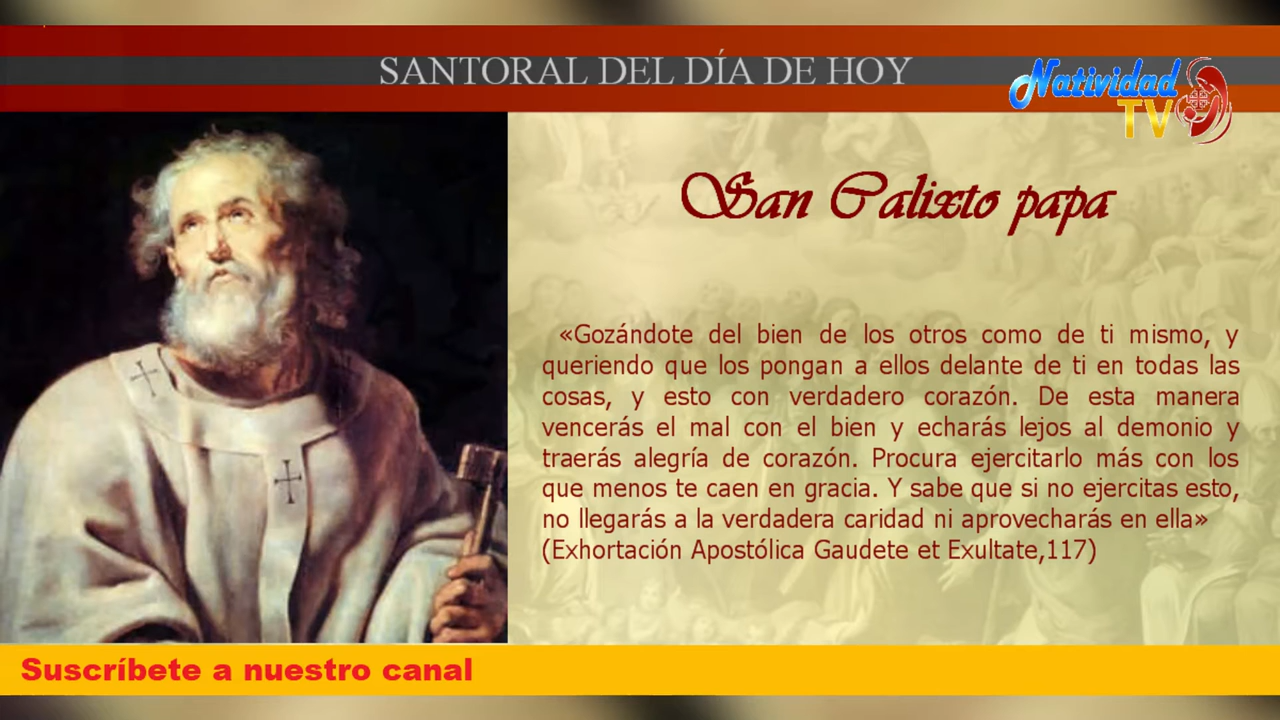 SANTORAL DEL DÍA DE HOY
Natividad
TV
San Calixto papa
«Gozándote del bien de los otros como de ti mismo, y
queriendo que los pongan a ellos delante de ti en todas las
cosas, y esto con verdadero corazón. De esta manera
vencerás el mal con el bien y echarás lejos al demonio y
traerás alegría de corazón. Procura ejercitarlo más con los
que menos te caen en gracia. Y sabe que si no ejercitas esto,
no llegarás a la verdadera caridad ni aprovecharás en ella»
(Exhortación Apostólica Gaudete et Exultate,117)
Suscríbete a nuestro canal